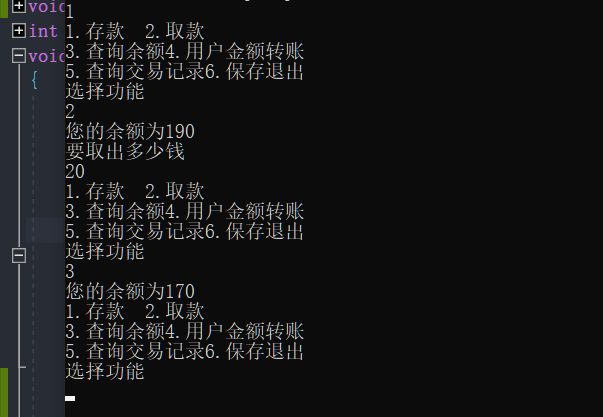 void
int
void
{
1
1.存款  2.取款
3.查询余额4.用户金额转账
5.查询交易记录6.保存退出
选择功能
2
您的余额为190
要取出多少钱
20
1.存款  2.取款
3.查询余额4.用户金额转账
5.查询交易记录6.保存退出
选择功能
3
您的余额为170
1.存款  2.取款
3.查询余额4.用户金额转账
5.查询交易记录6.保存退出
选择功能